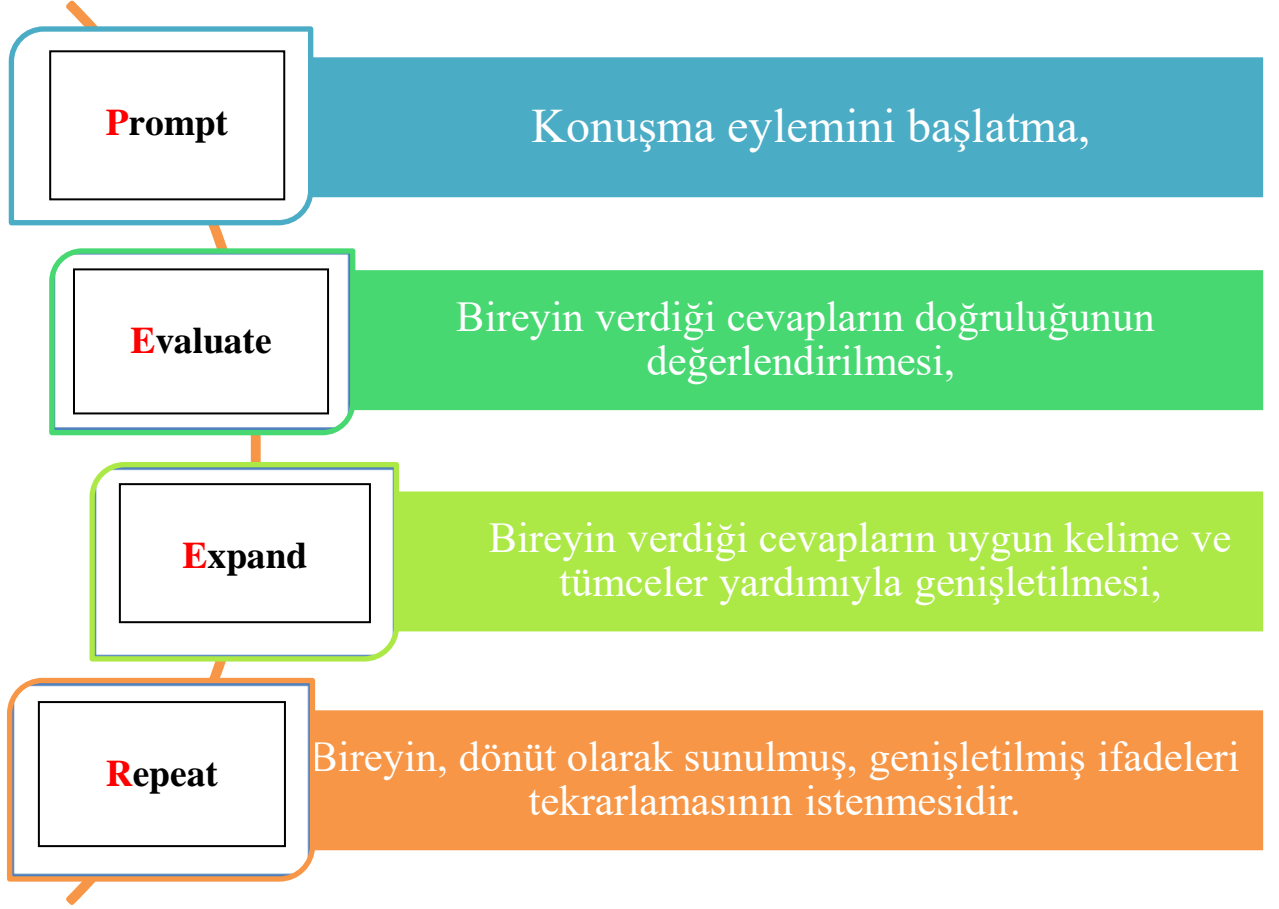 Prompt
Konuşma eylemini başlatma,
Evaluate
Bireyin verdiği cevapların doğruluğunun
değerlendirilmesi,
Expand
Bireyin verdiği cevapların uygun kelime ve
tümceler yardımıyla genişletilmesi,
Repeat
Bireyin, dönüt olarak sunulmuş, genişletilmiş ifadeleri
tekrarlamasının istenmesidir.